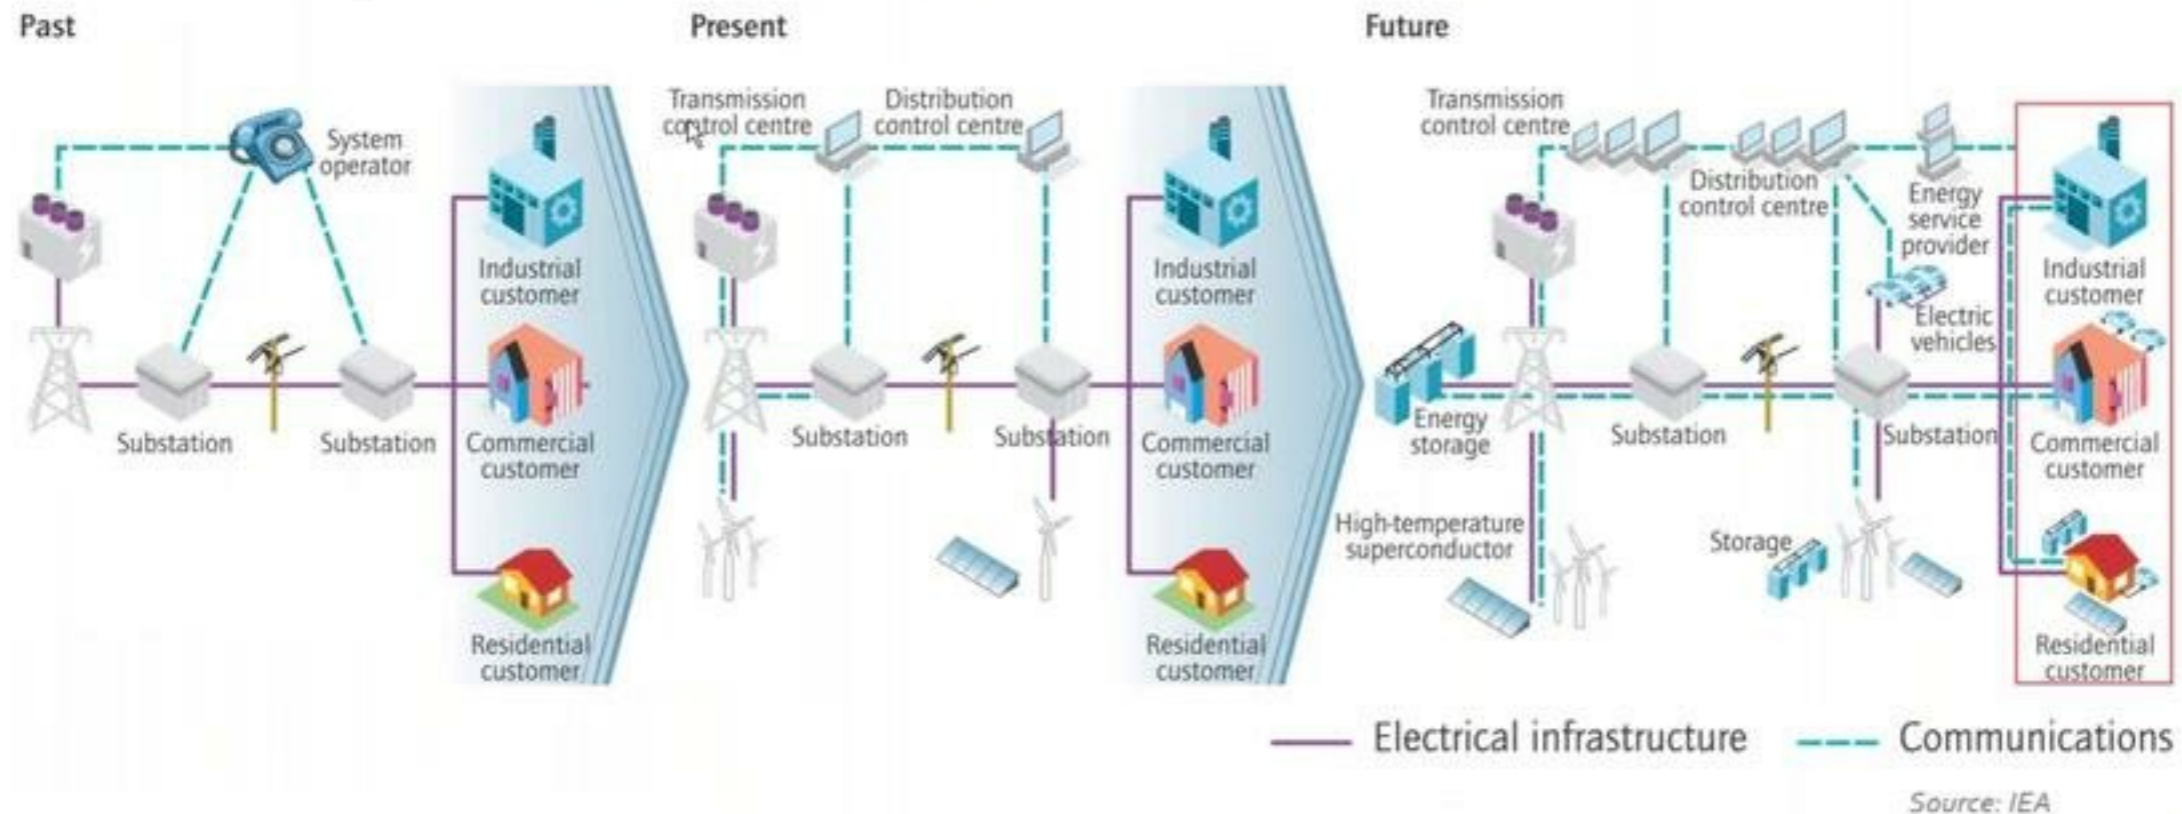 Past
System
operator
Substation
Substation
Industrial
customer
Commercial
customer
Residential
customer
Present
Transmission
control centre
Distribution
control centre
Substation
Substation
Industrial
customer
Commercial
customer
Residential
customer
Future
Transmission
control centre
Distribution
control centre
Energy
service
provider
Electric
vehicles
Energy
storage
Substation
Substation
High-temperature
superconductor
Storage
Industrial
customer
Commercial
customer
Residential
customer
Electrical infrastructure
Communications
Source: IEA